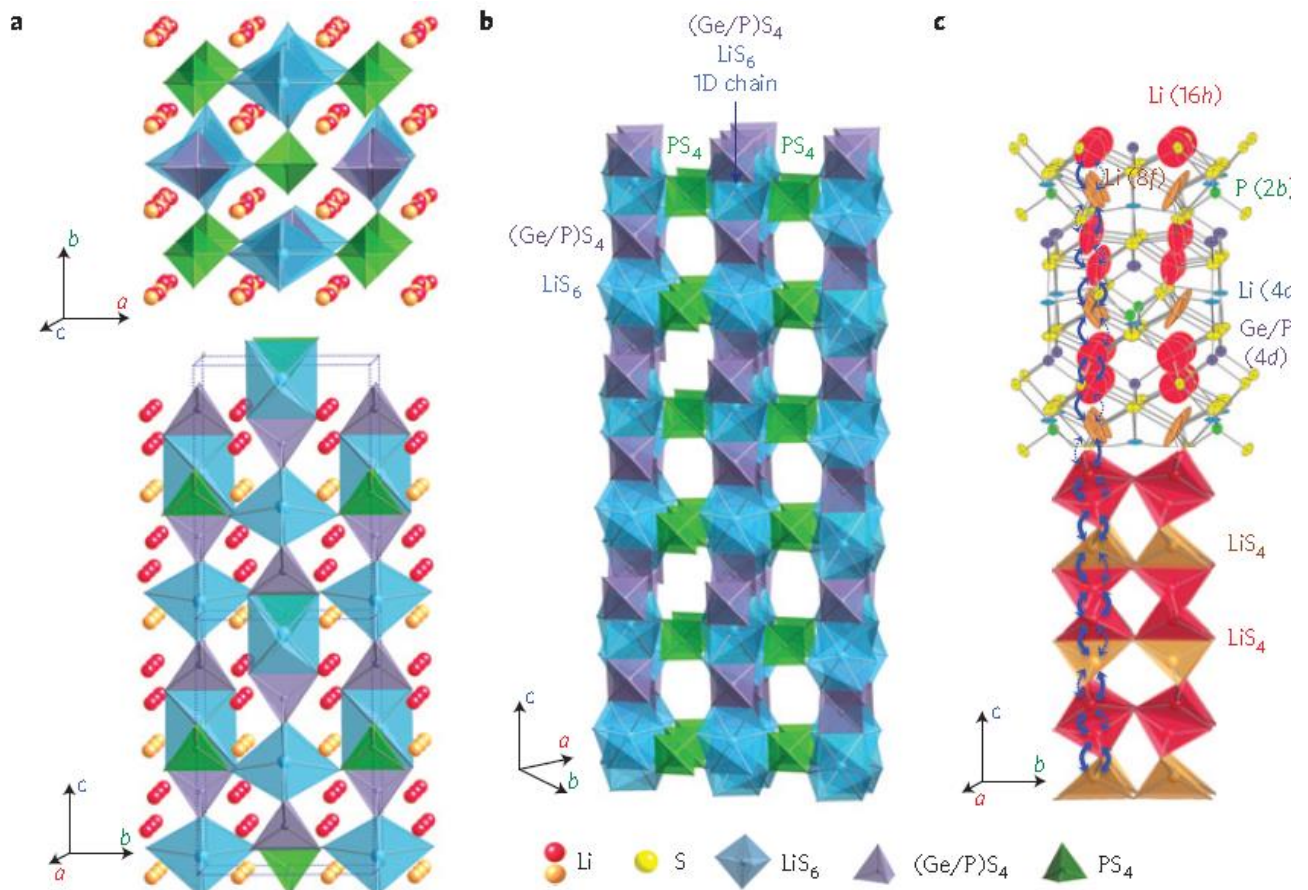 a
b
a
c
c
b
a
b
(Ge/P)S4
LiS6
1D chain
PS4
PS4
(Ge/P)S4
LiS6
c
a
b
c
Li (16h)
Li (8f)
P (2b)
Li (4d
Ge/P
(4d)
LiS4
LiS4
c
b
a
Li
S
LiS6
(Ge/P)S4
PS4